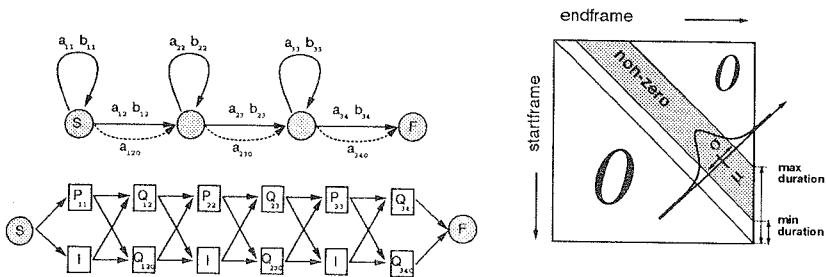 a11 b11
a22 b22
a33 b33
S
a12 b12
a23 b23
a34 b34
F
a120
a230
a340
P11
Q12
P22
Q23
P33
Q34
S
F
I
Q120
I
Q230
I
Q340
endframe
startframe
non-zero
0
0
σ
μ
max
duration
min
duration